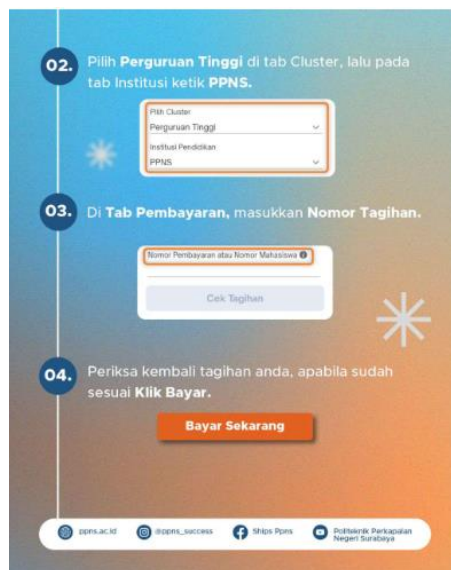 02.
Pilih Perguruan Tinggi di tab Cluster, lalu pada
tab Institusi ketik PPNS.
Pilih Cluster
Perguruan Tinggi
Institusi Pendidikan
PPNS
03.
Di Tab Pembayaran, masukkan Nomor Tagihan.
Nomor Pembayaran atau Nomor Mahasiswa
Cek Tagihan
04.
Periksa kembali tagihan anda, apabila sudah
sesuai Klik Bayar.
Bayar Sekarang
ppns.ac.id
@ppns_success
Ships Ppns
Politeknik Perkapalan
Negeri Surabaya